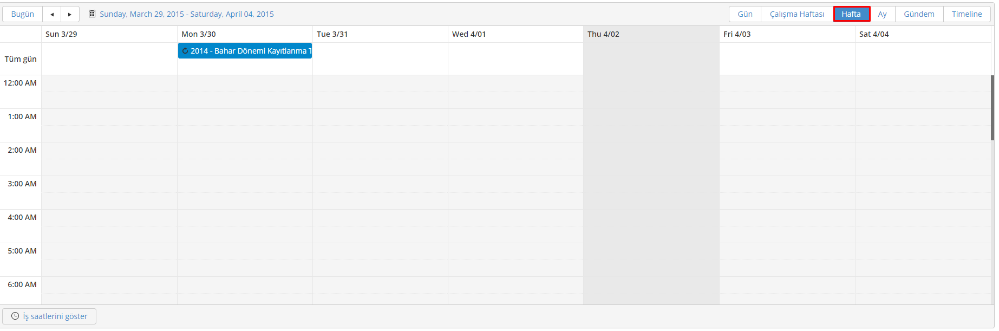 Bugün Sunday, March 29, 2015 - Saturday, April 04, 2015 Gün Çalışma Haftası Hafta Ay Gündem Timeline
Sun 3/29 Mon 3/30 Tue 3/31 Wed 4/01 Thu 4/02 Fri 4/03 Sat 4/04
2014 - Bahar Dönemi Kayıtlanma T
Tüm gün
12:00 AM
1:00 AM
2:00 AM
3:00 AM
4:00 AM
5:00 AM
6:00 AM
İş saatlerini göster